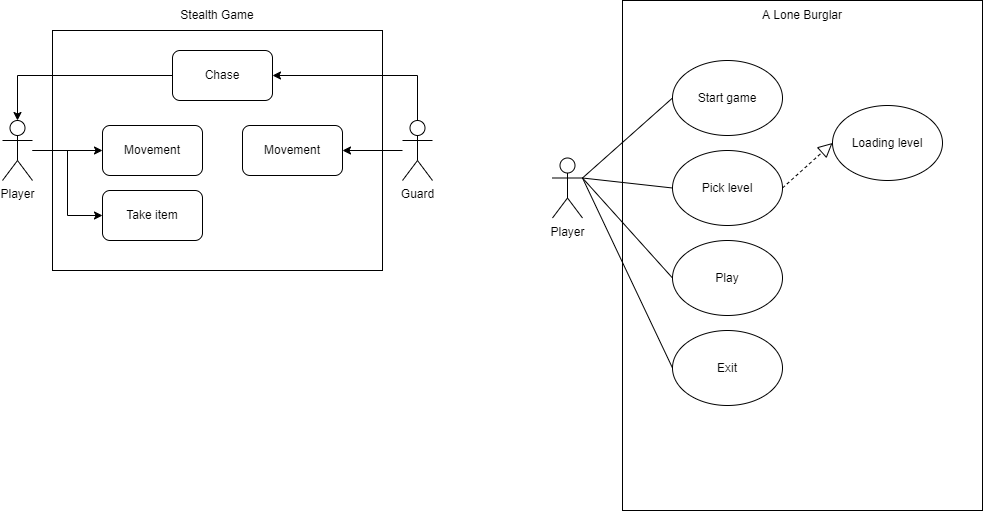 Stealth Game
Chase
Movement
Movement
Player
Guard
Take item
A Lone Burglar
Start game
Loading level
Pick level
Player
Play
Exit